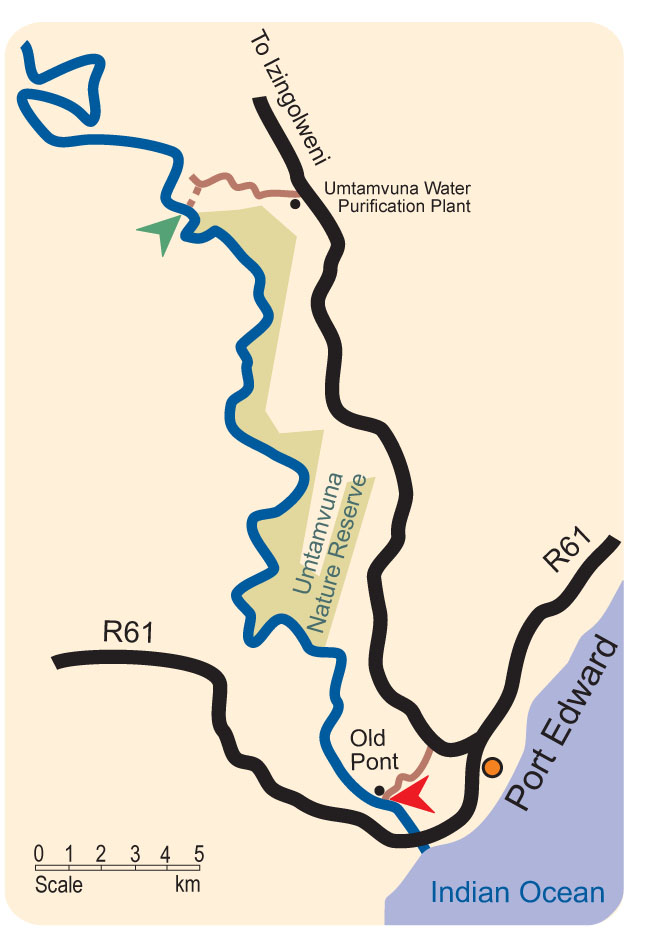 To Izingolweni
Umtamvuna Water
Purification Plant
Umtamvuna
Nature Reserve
R61
R61
Port Edward
Old
Pont
0 1 2 3 4 5
Scale km
Indian Ocean